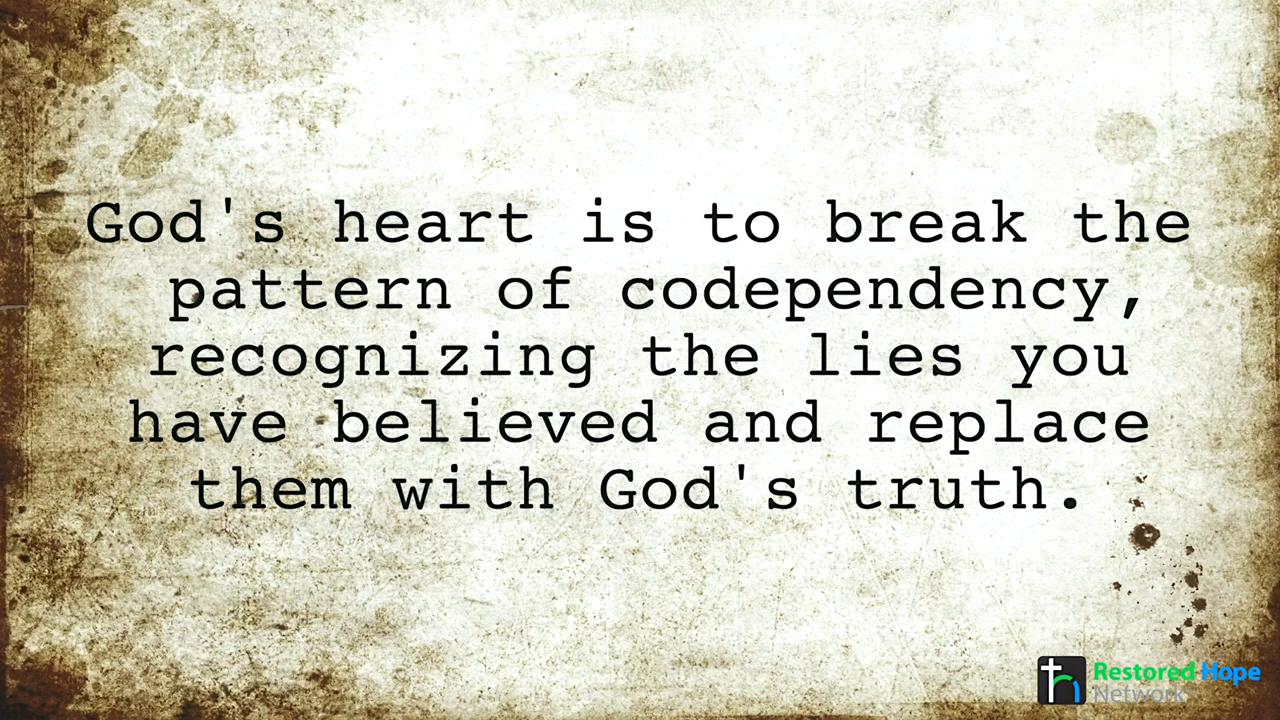 God's heart is to break the
pattern of codependency,
recognizing the lies you
have believed and replace
them with God's truth.
Restored Hope
Network